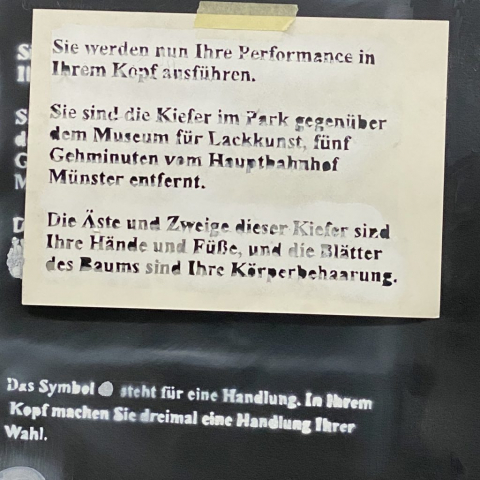 Sie werden nun Ihre Performance in
Ihrem Kopf ausführen.
Sie sind die Kiefer im Park gegenüber
dem Museum für Lackkunst, fünf
Gehminuten vom Hauptbahnhof
Münster entfernt.
Die Äste und Zweige dieser Kiefer sind
Ihre Hände und Füße, und die Blätter
des Baums sind Ihre Körperbehaarung.
Das Symbol steht für eine Handlung. In Ihrem
Kopf machen Sie dreimal eine Handlung Ihrer
Wahl.